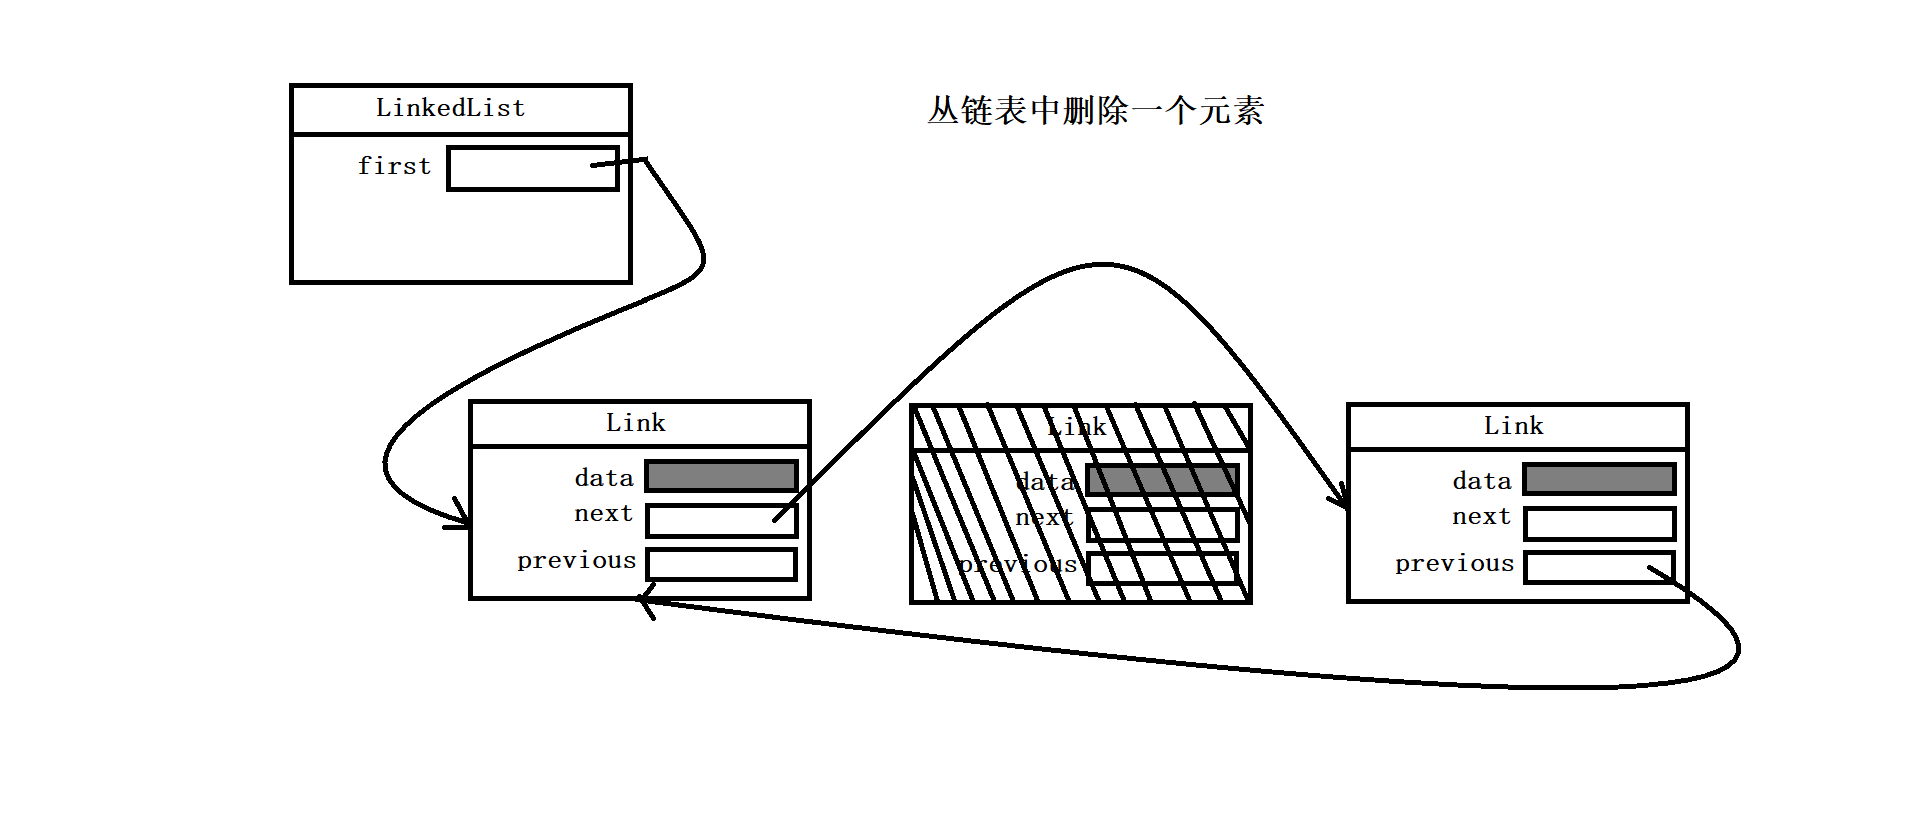 LinkedList
从链表中删除一个元素
first
Link
data
next
previous
Link
data
next
previous
Link
data
next
previous